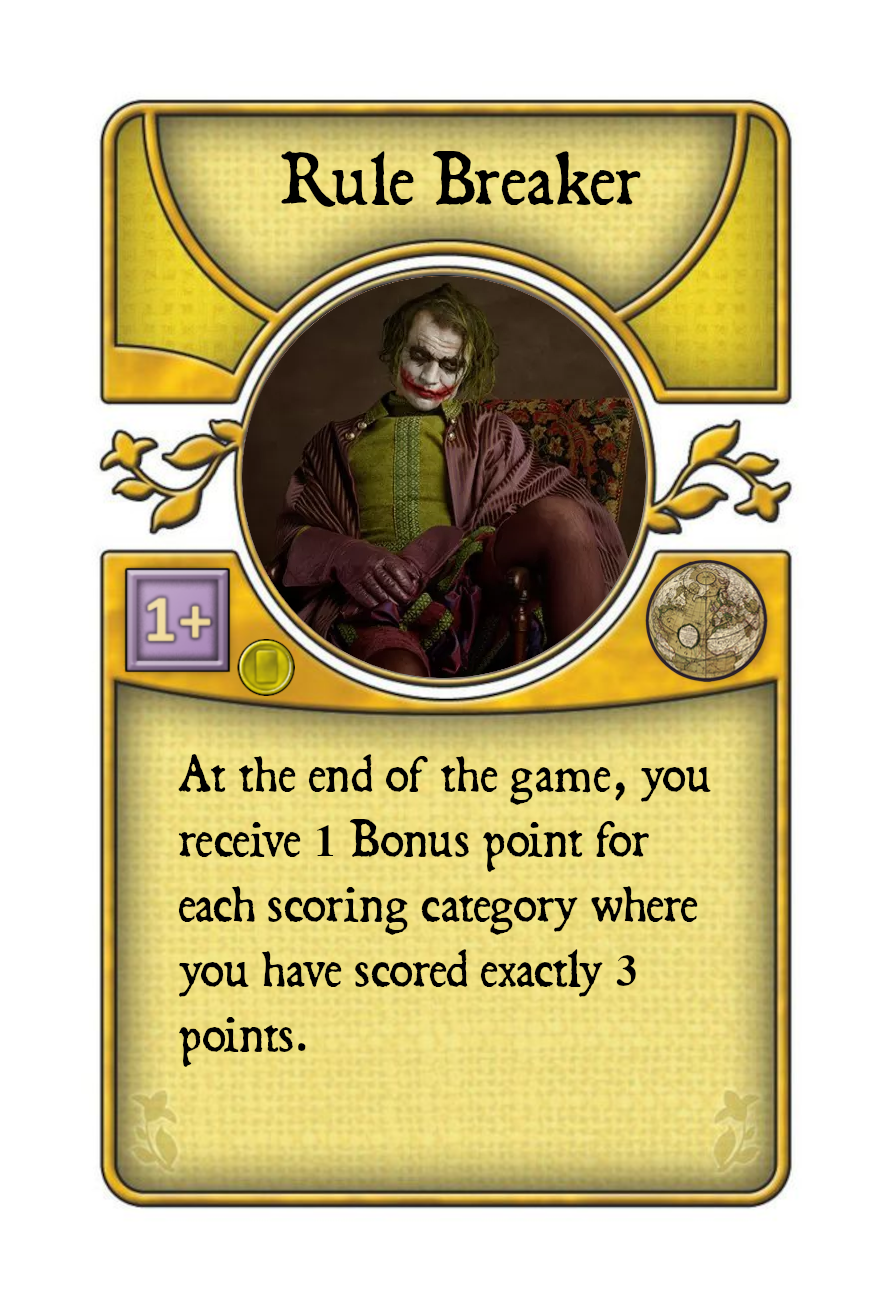 Rule Breaker
1+
At the end of the game, you
receive 1 Bonus point for
each scoring category where
you have scored exactly 3
points.